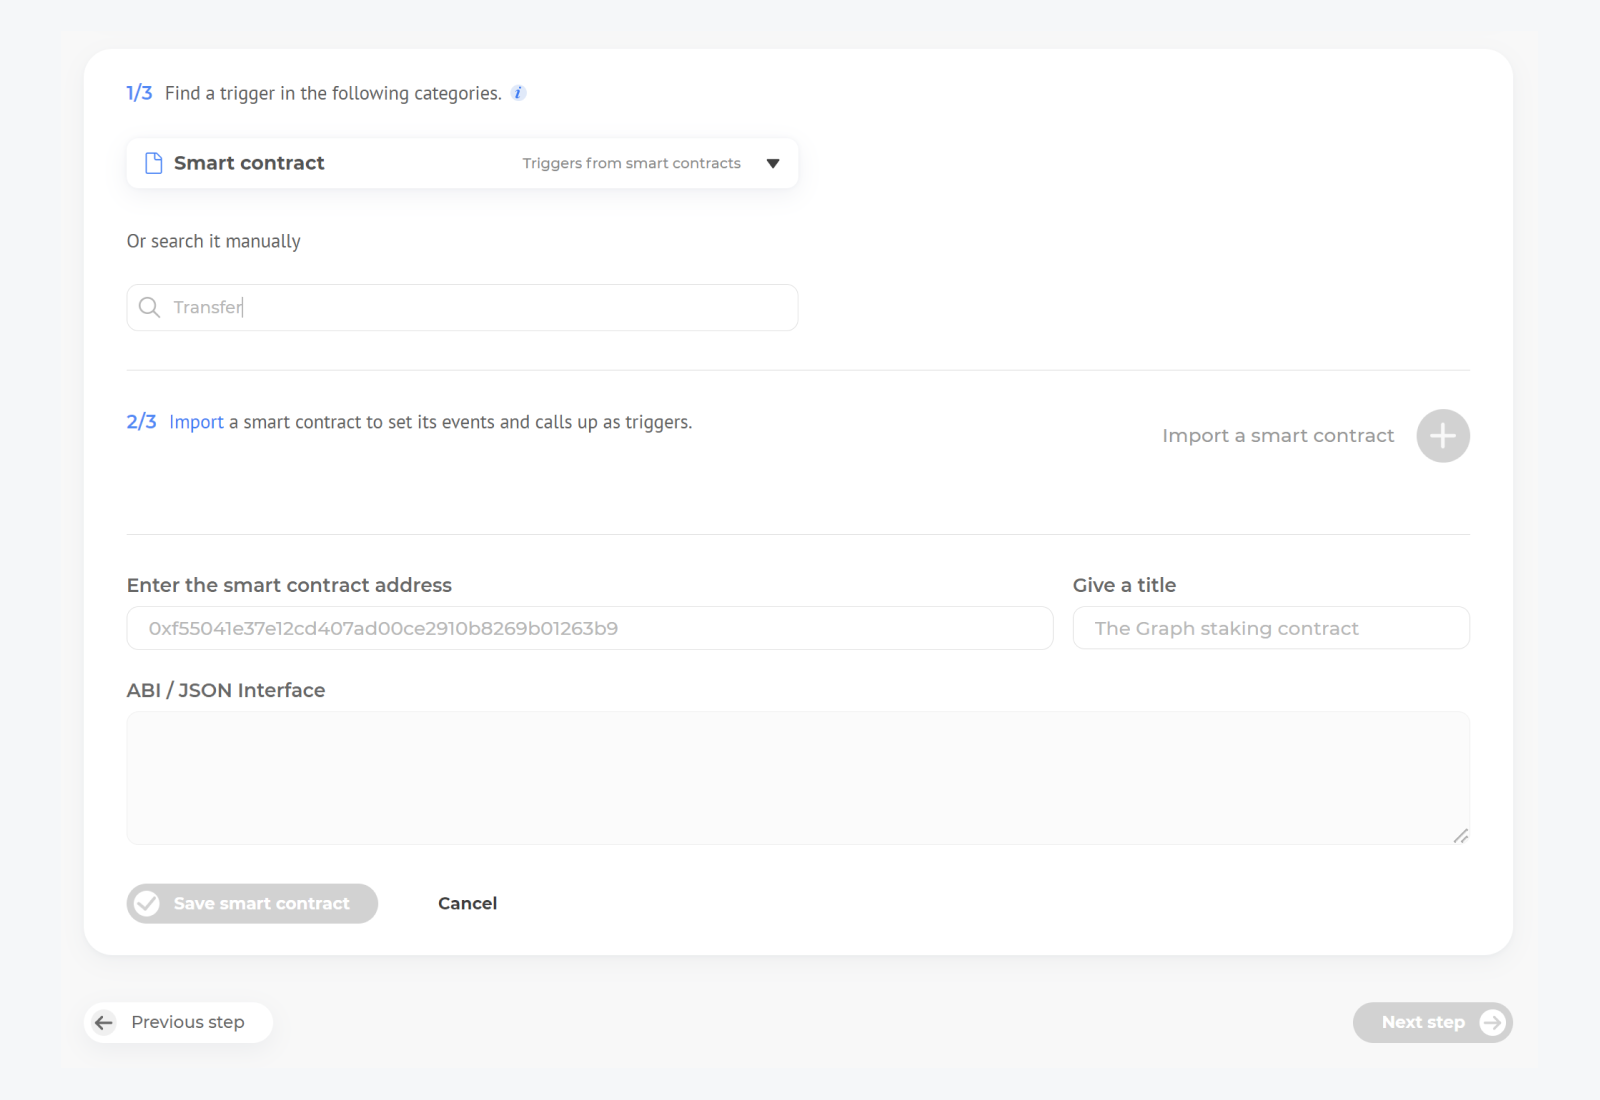 1/3 Find a trigger in the following categories. i
Smart contract Triggers from smart contracts
Or search it manually
Transfer
2/3 Import a smart contract to set its events and calls up as triggers.
Import a smart contract
Enter the smart contract address Give a title
0xf55041e37e12cd407ad00ce2910b8269b01263b9 The Graph staking contract
ABI / JSON Interface
Save smart contract Cancel
Previous step Next step